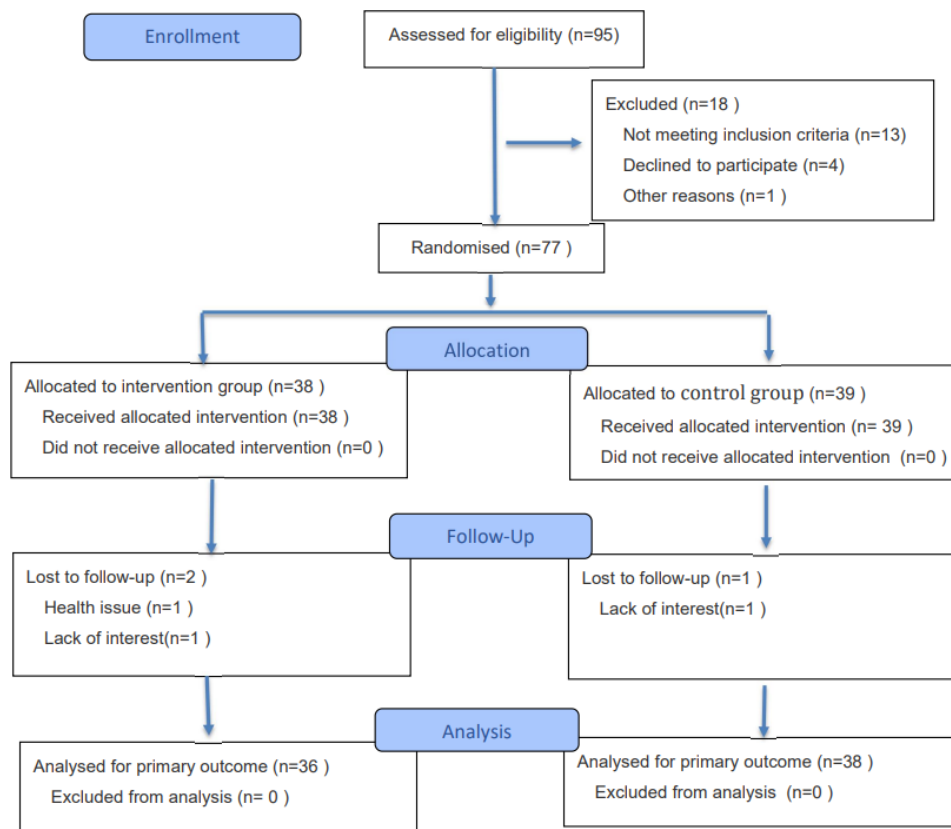 Enrollment
Assessed for eligibility (n=95)
Excluded (n=18 )
Not meeting inclusion criteria (n=13)
Declined to participate (n=4)
Other reasons (n=1 )
Randomised (n=77 )
Allocation
Allocated to intervention group (n=38 )
Received allocated intervention (n=38 )
Did not receive allocated intervention (n=0 )
Allocated to control group (n=39 )
Received allocated intervention (n= 39 )
Did not receive allocated intervention  (n=0 )
Follow-Up
Lost to follow-up (n=2 )
Health issue (n=1 )
Lack of interest(n=1 )
Lost to follow-up (n=1 )
Lack of interest(n=1 )
Analysis
Analysed for primary outcome (n=36 )
Excluded from analysis (n= 0 )
Analysed for primary outcome (n=38 )
Excluded from analysis  (n=0 )